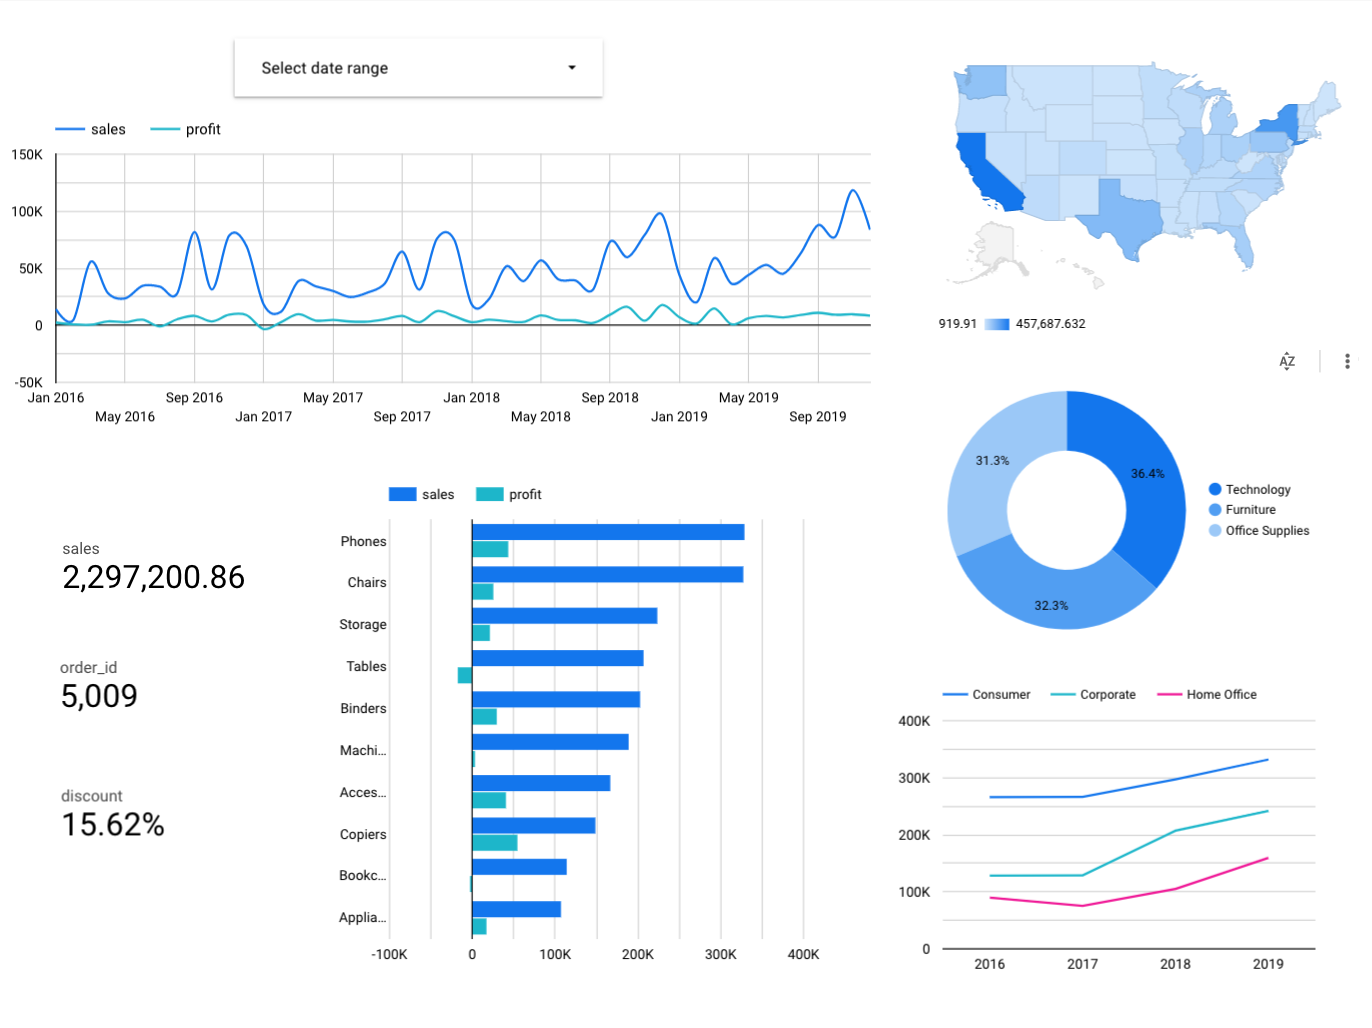 Select date range
sales profit
150K
100K
50K
0
-50K
Jan 2016 Sep 2016 May 2017 Jan 2018 Sep 2018 May 2019
May 2016 Jan 2017 Sep 2017 May 2018 Jan 2019 Sep 2019
919.91 457,687.632
AZ
36.4%
32.3%
31.3%
Technology
Furniture
Office Supplies
sales
2,297,200.86
order_id
5,009
discount
15.62%
sales profit
Phones
Chairs
Storage
Tables
Binders
Machi...
Acces...
Copiers
Bookc...
Applia...
-100K 0 100K 200K 300K 400K
Consumer Corporate Home Office
400K
300K
200K
100K
0
2016 2017 2018 2019